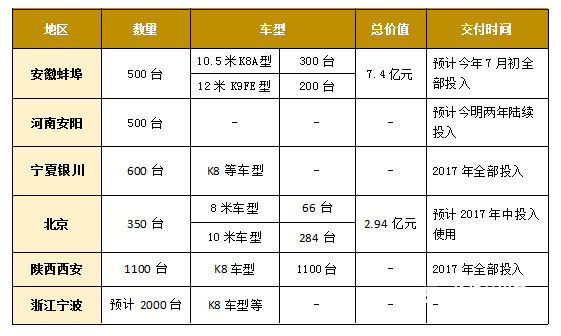 地区 数量 车型 总价值 交付时间
安徽蚌埠 500 台 10.5 米 K8A 型 300 台 7.4 亿元 预计今年 7 月初全
12 米 K9FE 型 200 台 部投入
河南安阳 500 台 - - - 预计今明两年陆续
投入
宁夏银川 600 台 K8 等车型 - - 2017 年全部投入
北京 350 台 8 米车型 66 台 2.94 亿元 预计 2017 年中投入
10 米车型 284 台 使用
陕西西安 1100 台 K8 车型 1100 台 - 2017 年全部投入
浙江宁波 预计 2000 台 K8 车型等 - - -